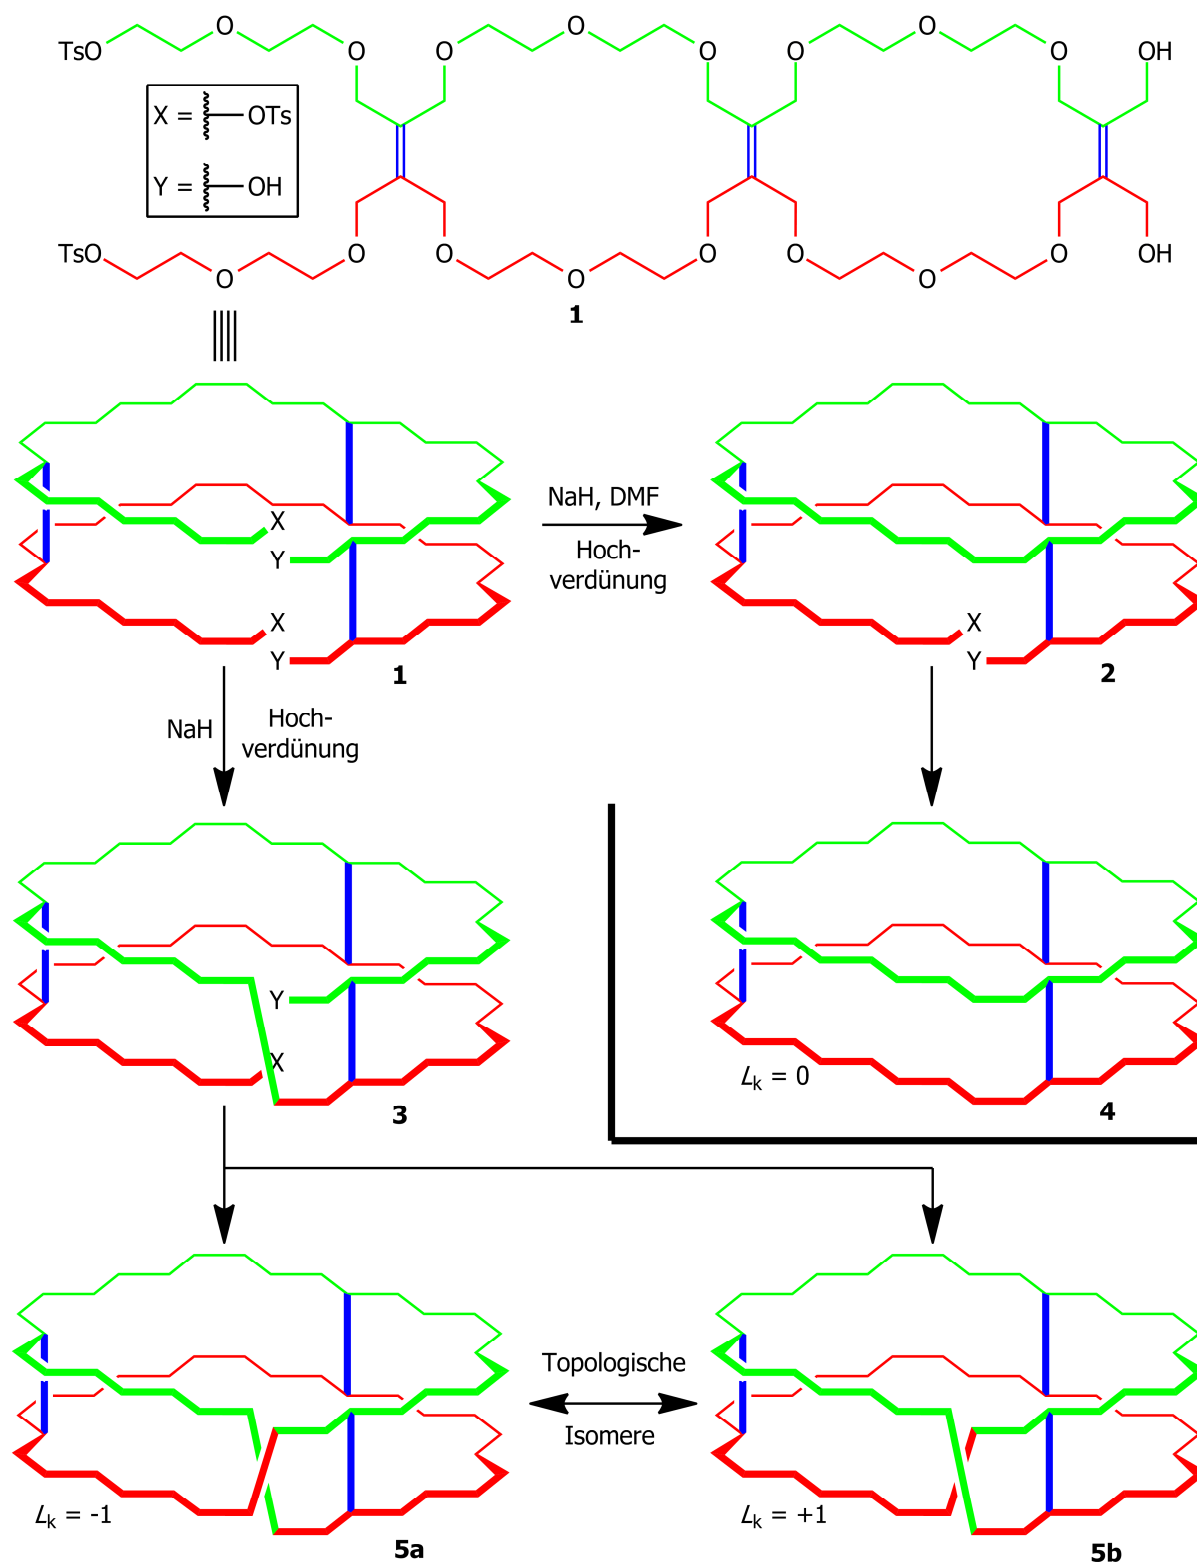 O O O O O O O OH
TsO
X = OTs
Y = OH
TsO O O O O O O O OH
1
X
Y
X
Y
1
NaH, DMF
Hoch-
verdünung
X
Y
2
NaH
Hoch-
verdünung
Y
X
3
Lk = 0
4
Topologische
Isomere
Lk = -1
5a
Lk = +1
5b